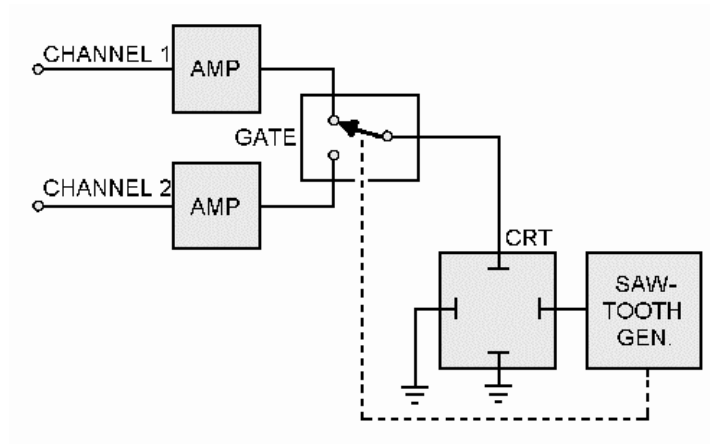 CHANNEL 1
AMP
GATE
CHANNEL 2
AMP
CRT
SAW-
TOOTH
GEN.